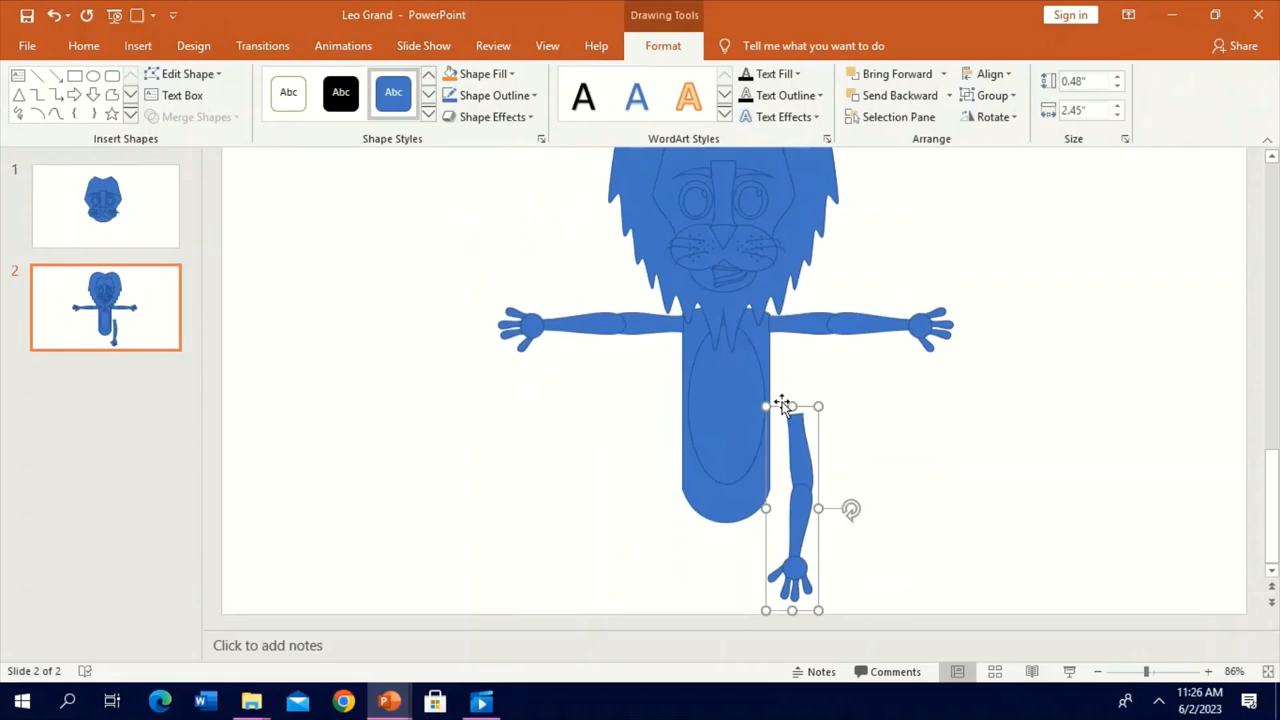 Leo Grand - PowerPoint
Drawing Tools
Sign in
File
Home
Insert
Design
Transitions
Animations
Slide Show
Review
View
Help
Format
Tell me what you want to do
Share
Edit Shape
Text Box
Merge Shapes
Insert Shapes
Abc
Abc
Abc
Shape Fill
Shape Outline
Shape Effects
Shape Styles
A
A
A
Text Fill
Text Outline
Text Effects
WordArt Styles
Bring Forward
Send Backward
Selection Pane
Align
Group
Rotate
Arrange
0.48"
2.45"
Size
1
2
Click to add notes
Slide 2 of 2
Notes
Comments
86%
11:26 AM
6/2/2023